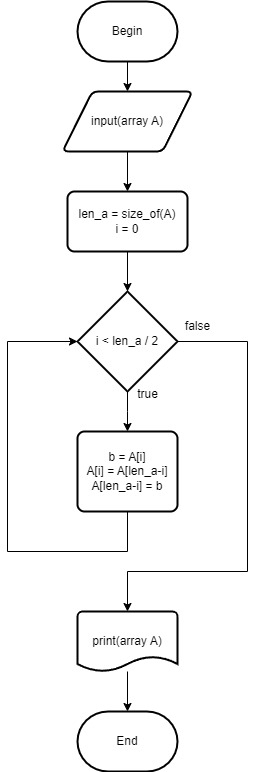 Begin
input(array A)
len_a = size_of(A)
i = 0
i < len_a / 2
false
true
b = A[i]
A[i] = A[len_a-i]
A[len_a-i] = b
print(array A)
End